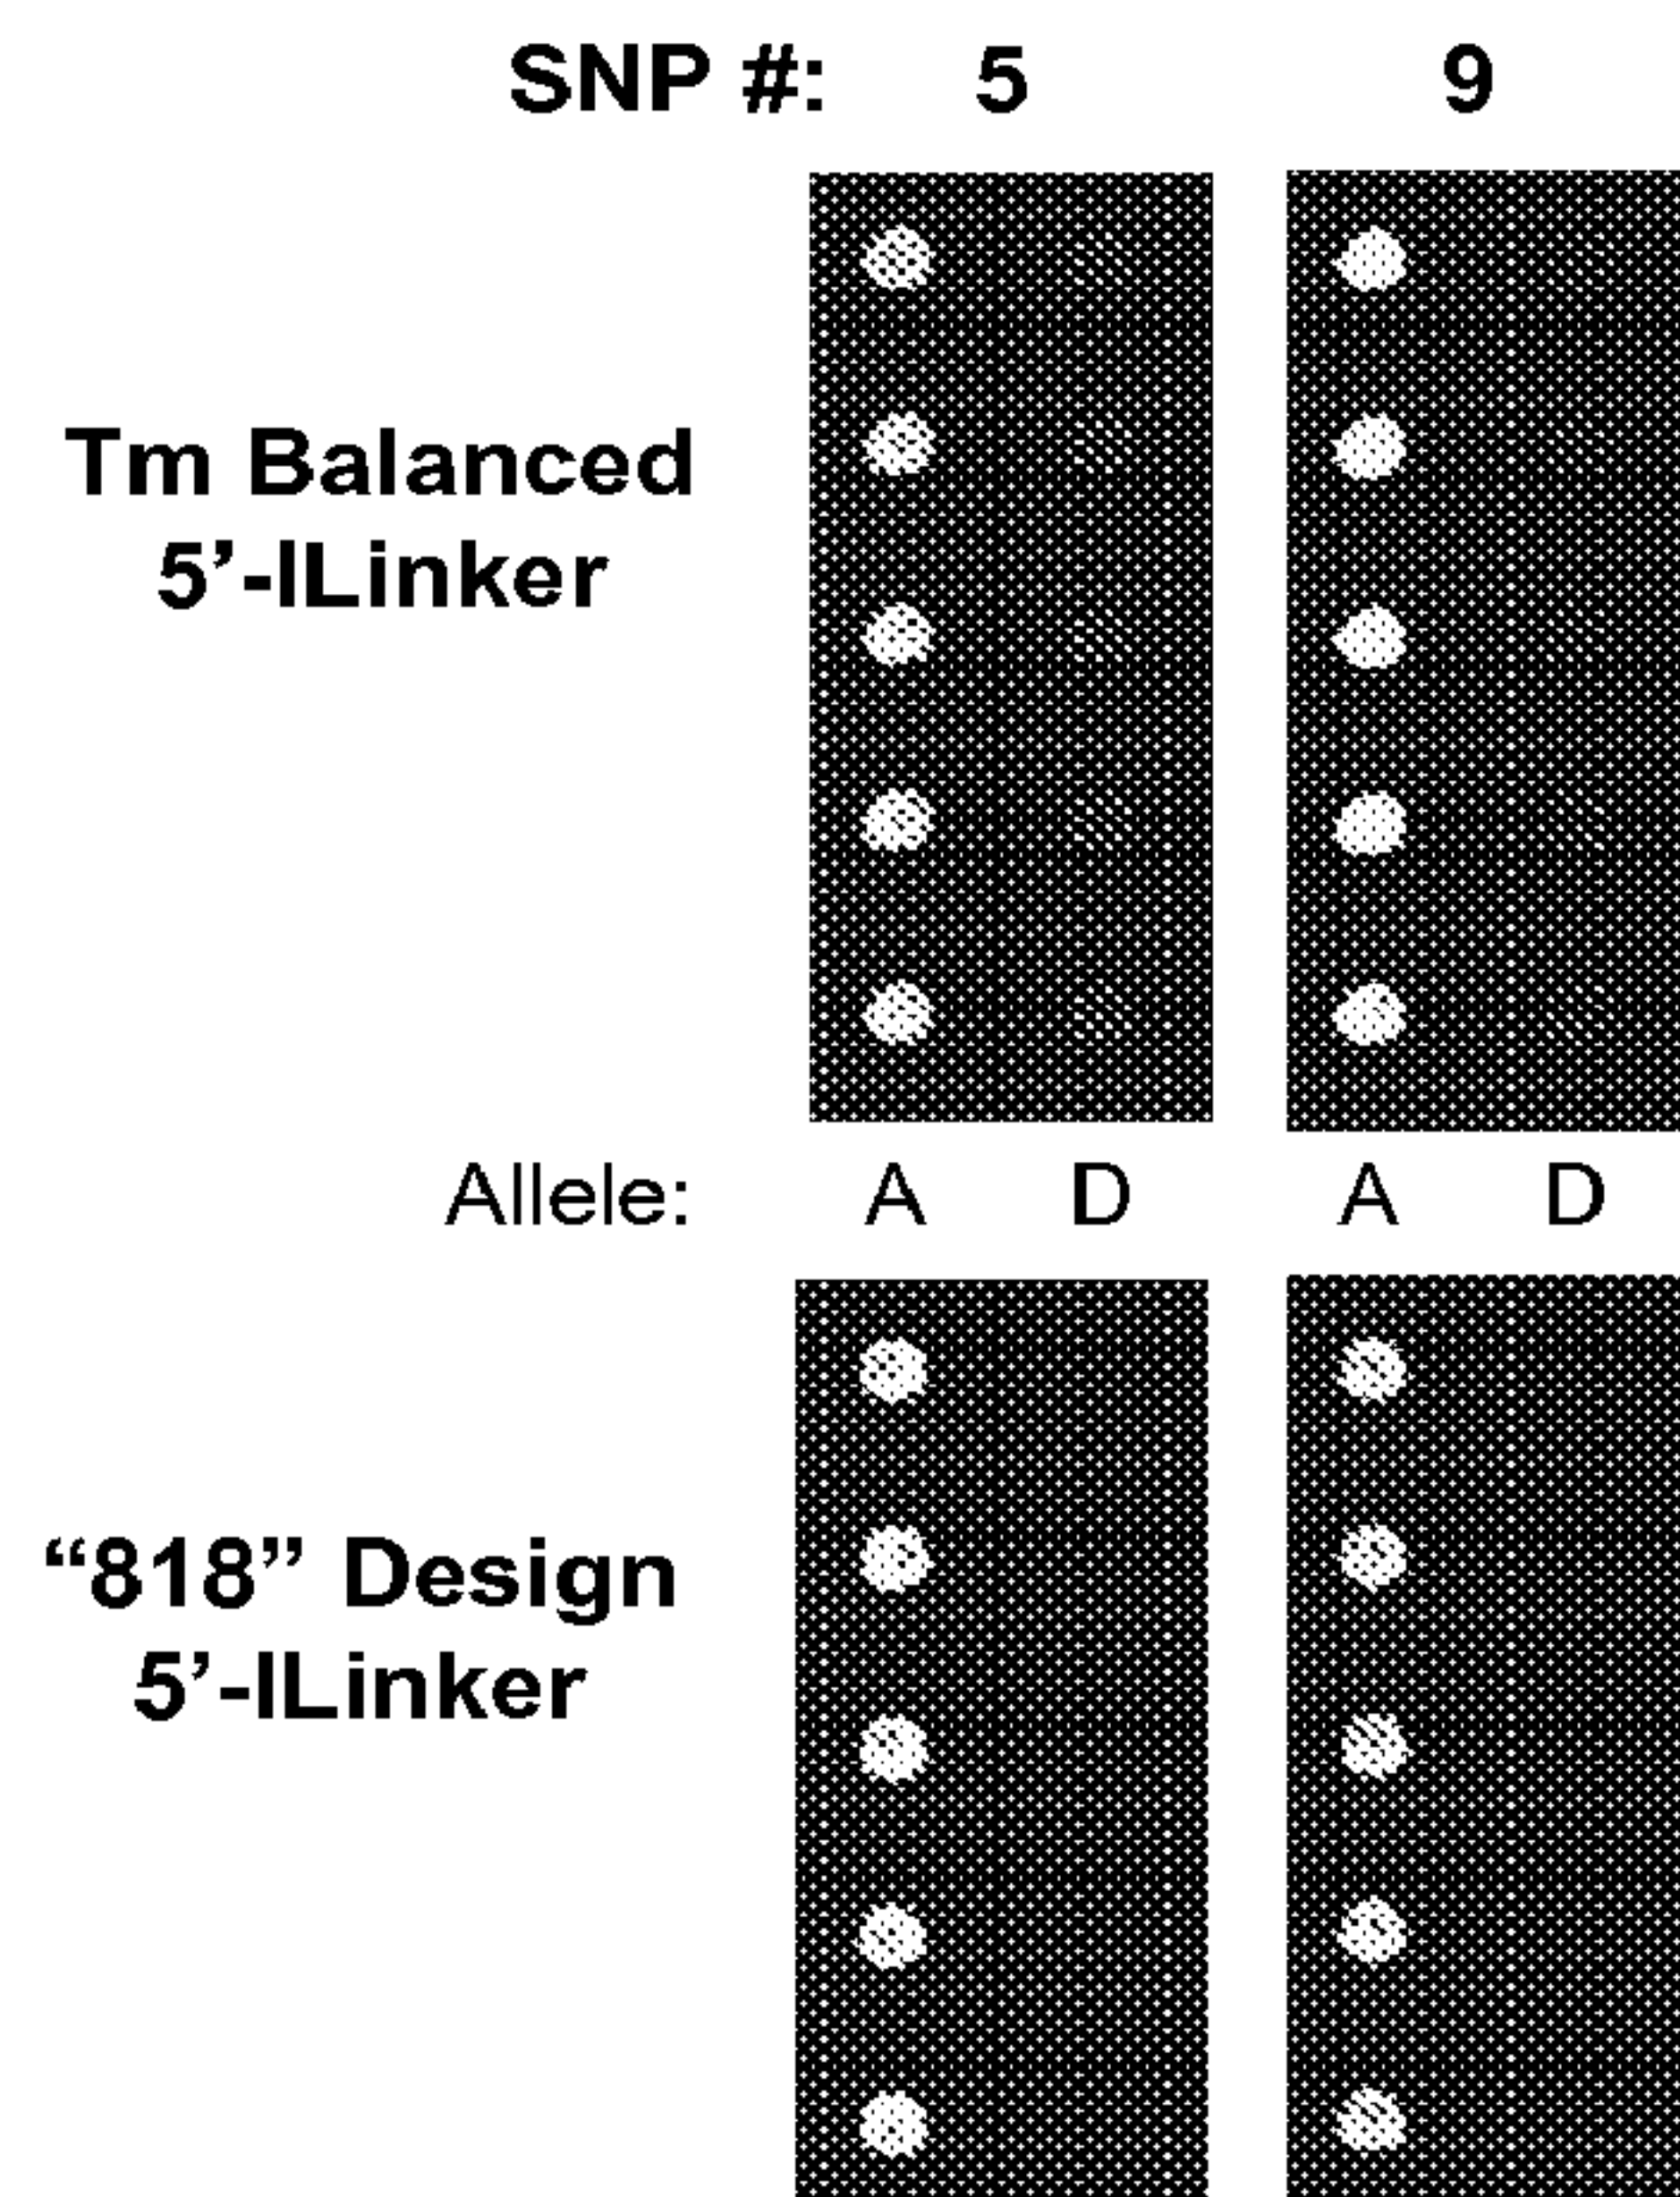 SNP #: 5 9
Tm Balanced
5’-ILinker
Allele: A D A D
“818” Design
5’-ILinker